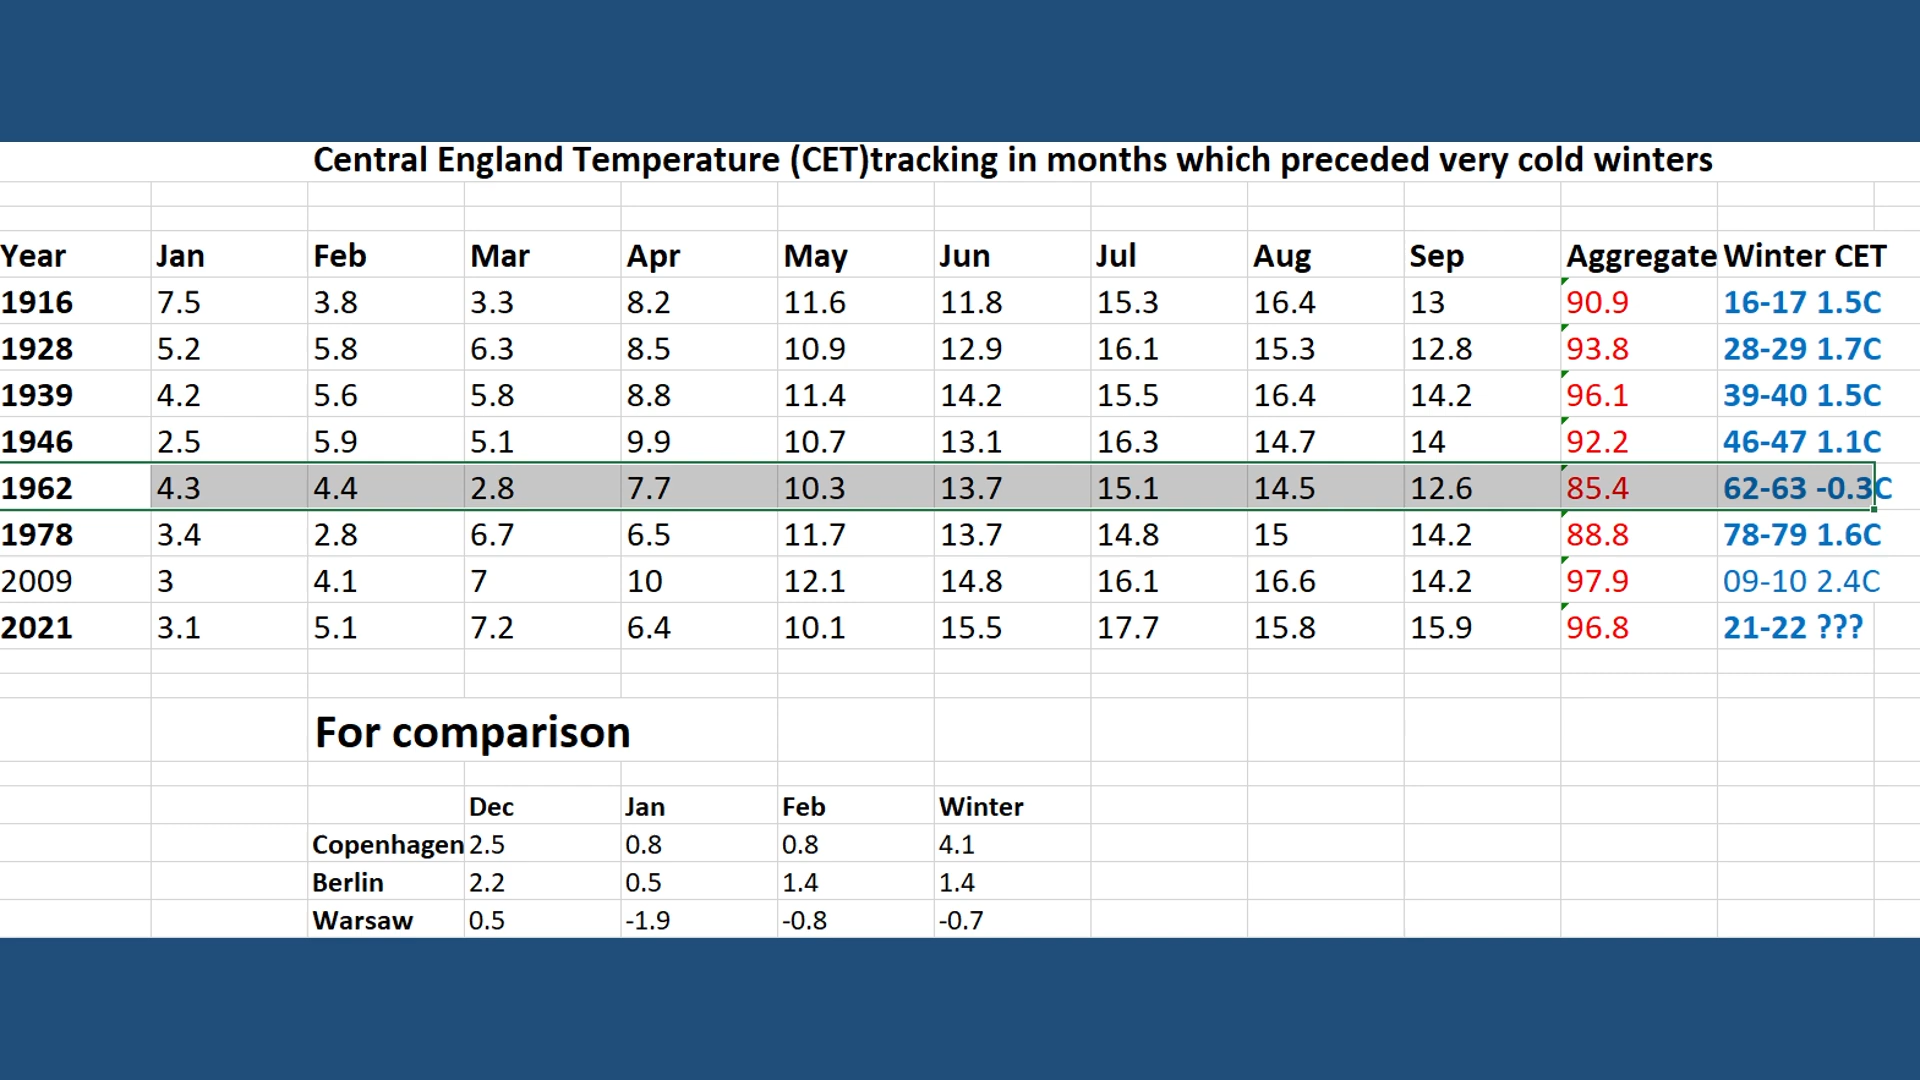 Central England Temperature (CET)tracking in months which preceded very cold winters
Year Jan Feb Mar Apr May Jun Jul Aug Sep Aggregate Winter CET
1916 7.5 3.8 3.3 8.2 11.6 11.8 15.3 16.4 13 90.9 16-17 1.5C
1928 5.2 5.8 6.3 8.5 10.9 12.9 16.1 15.3 12.8 93.8 28-29 1.7C
1939 4.2 5.6 5.8 8.8 11.4 14.2 15.5 16.4 14.2 96.1 39-40 1.5C
1946 2.5 5.9 5.1 9.9 10.7 13.1 16.3 14.7 14 92.2 46-47 1.1C
1962 4.3 4.4 2.8 7.7 10.3 13.7 15.1 14.5 12.6 85.4 62-63 -0.3C
1978 3.4 2.8 6.7 6.5 11.7 13.7 14.8 15 14.2 88.8 78-79 1.6C
2009 3 4.1 7 10 12.1 14.8 16.1 16.6 14.2 97.9 09-10 2.4C
2021 3.1 5.1 7.2 6.4 10.1 15.5 17.7 15.8 15.9 96.8 21-22 ???
For comparison
Dec Jan Feb Winter
Copenhagen 2.5 0.8 0.8 4.1
Berlin 2.2 0.5 1.4 1.4
Warsaw 0.5 -1.9 -0.8 -0.7